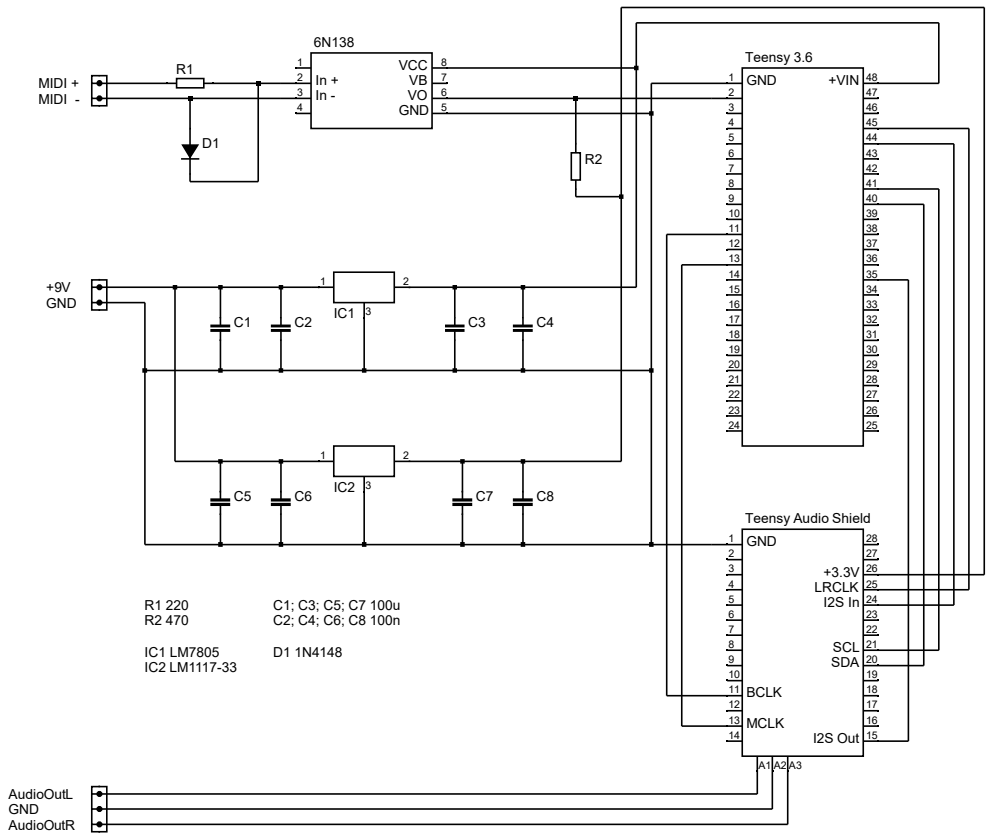 6N138
MIDI +
MIDI -
R1
D1
1
2
3
4
In +
In -
VCC
VB
VO
GND
8
7
6
5
R2
Teensy 3.6
GND
+VIN
1
2
3
4
5
6
7
8
9
10
11
12
13
14
15
16
17
18
19
20
21
22
23
24
48
47
46
45
44
43
42
41
40
39
38
37
36
35
34
33
32
31
30
29
28
27
26
25
+9V
GND
C1
C2
1
IC1
2
3
C3
C4
C5
C6
1
IC2
2
3
C7
C8
Teensy Audio Shield
GND
BCLK
MCLK
+3.3V
LRCLK
I2S In
SCL
SDA
I2S Out
1
2
3
4
5
6
7
8
9
10
11
12
13
14
28
27
26
25
24
23
22
21
20
19
18
17
16
15
A1
A2
A3
R1 220
R2 470
IC1 LM7805
IC2 LM1117-33
C1; C3; C5; C7 100u
C2; C4; C6; C8 100n
D1 1N4148
AudioOutL
GND
AudioOutR